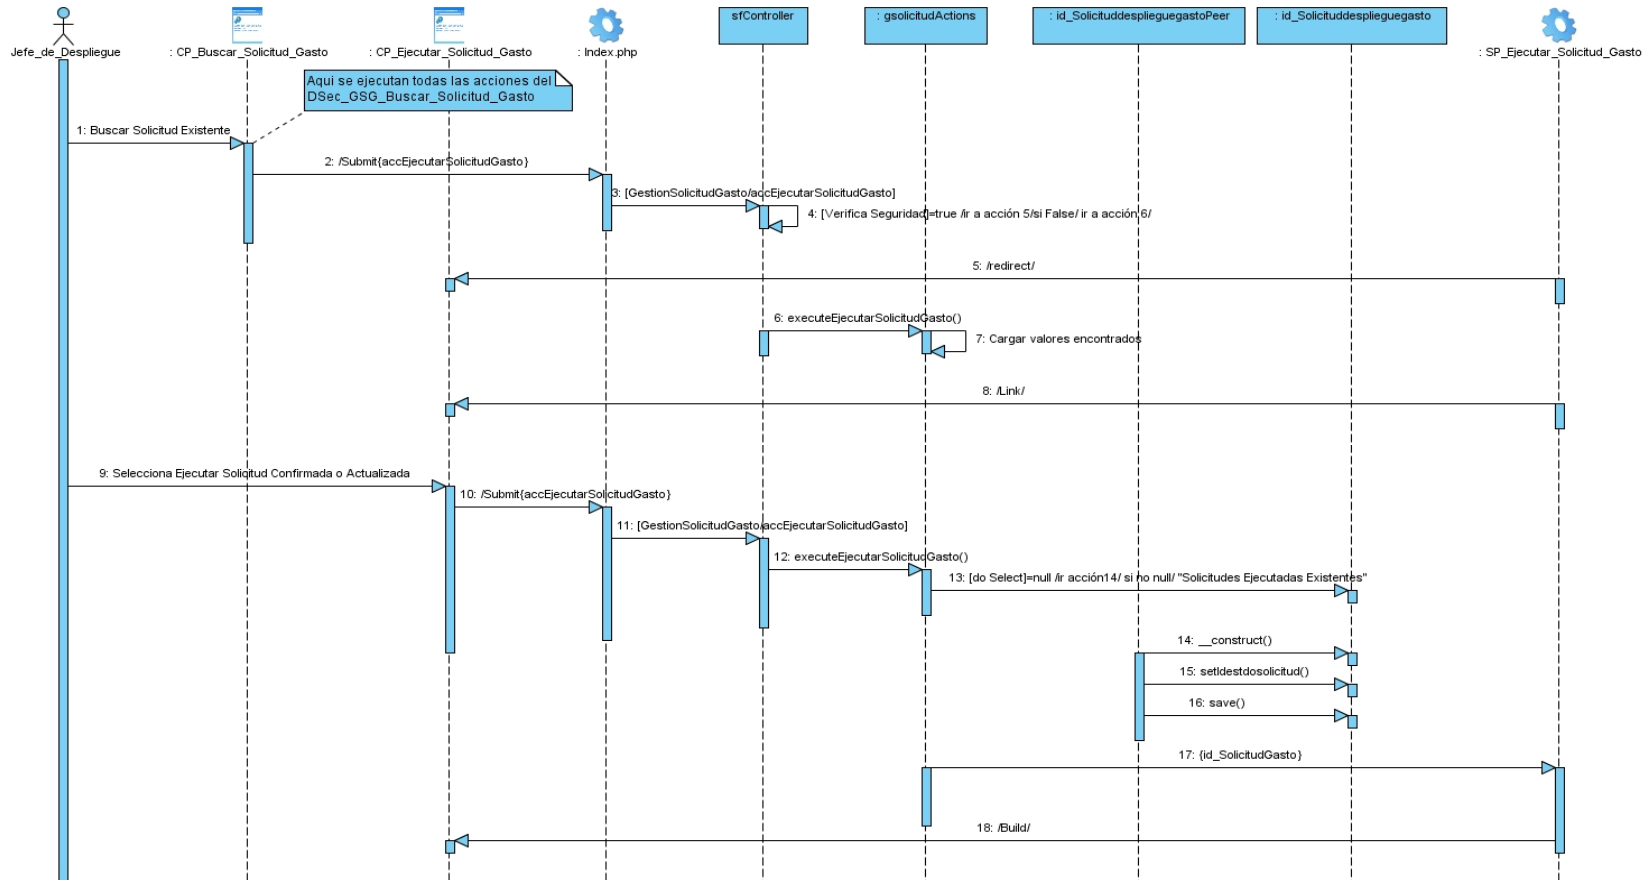 sfController
: gsolicitudActions
: id_SolicituddesplieguegastoPeer
: id_Solicituddesplieguegasto
Jefe_de_Despliegue
: CP_Buscar_Solicitud_Gasto
: CP_Ejecutar_Solicitud_Gasto
: Index.php
: SP_Ejecutar_Solicitud_Gasto
Aqui se ejecutan todas las acciones del
DSec_GSG_Buscar_Solicitud_Gasto
1: Buscar Solicitud Existente
2: /Submit{accEjecutarSolicitudGasto}
3: [GestionSolicitudGasto/accEjecutarSolicitudGasto]
4: [Verifica Seguridad]=true /ir a acción 5/si False/ ir a acción 6/
5: /redirect/
6: executeEjecutarSolicitudGasto()
7: Cargar valores encontrados
8: /Link/
9: Selecciona Ejecutar Solicitud Confirmada o Actualizada
10: /Submit{accEjecutarSolicitudGasto}
11: [GestionSolicitudGasto/accEjecutarSolicitudGasto]
12: executeEjecutarSolicitudGasto()
13: [do Select]=null /ir acción14/ si no null/ "Solicitudes Ejecutadas Existentes"
14: __construct()
15: setIdestdosolicitud()
16: save()
17: {id_SolicitudGasto}
18: /Build/